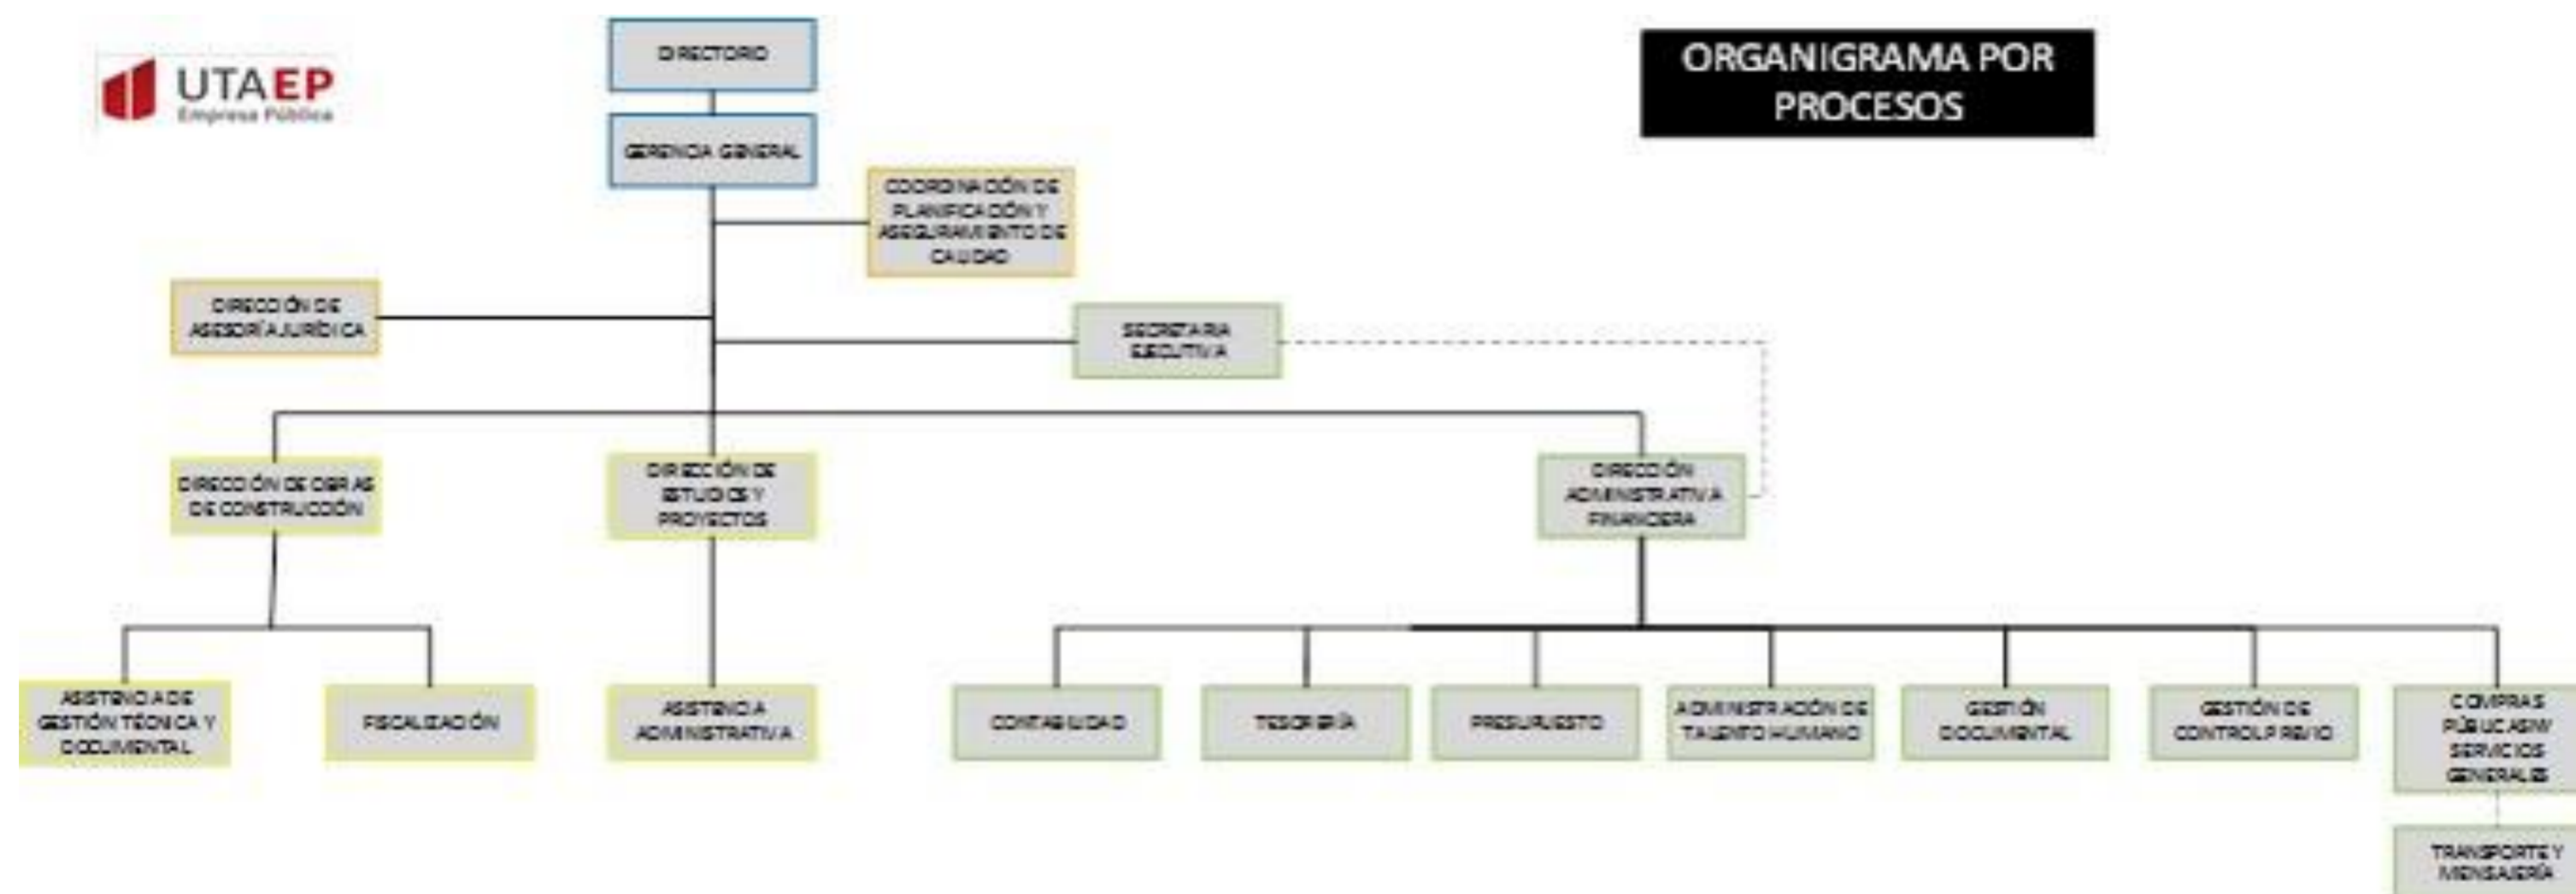 UTAEP
Empresa Pública
ORGANIGRAMA POR
PROCESOS
DIRECTORIO
GERENCIA GENERAL
COORDINACIÓN DE
PLANIFICACIÓN Y
ASEGURAMIENTO DE
CALIDAD
DIRECCIÓN DE
ASESORÍA JURÍDICA
SECRETARIA
EJECUTIVA
DIRECCIÓN DE OBRAS
DE CONSTRUCCIÓN
DIRECCIÓN DE
ESTUDIOS Y
PROYECTOS
DIRECCIÓN
ADMINISTRATIVA
FINANCIERA
ASISTENCIA DE
GESTIÓN TÉCNICA Y
DOCUMENTAL
FISCALIZACIÓN
ASISTENCIA
ADMINISTRATIVA
CONTABILIDAD
TESORERÍA
PRESUPUESTO
ADMINISTRACIÓN DE
TALENTO HUMANO
GESTIÓN
DOCUMENTAL
GESTIÓN DE
CONTROL PREVIO
COMPRAS
PÚBLICAS/Y
SERVICIOS
GENERALES
TRANSPORTE Y
MENSAJERÍA